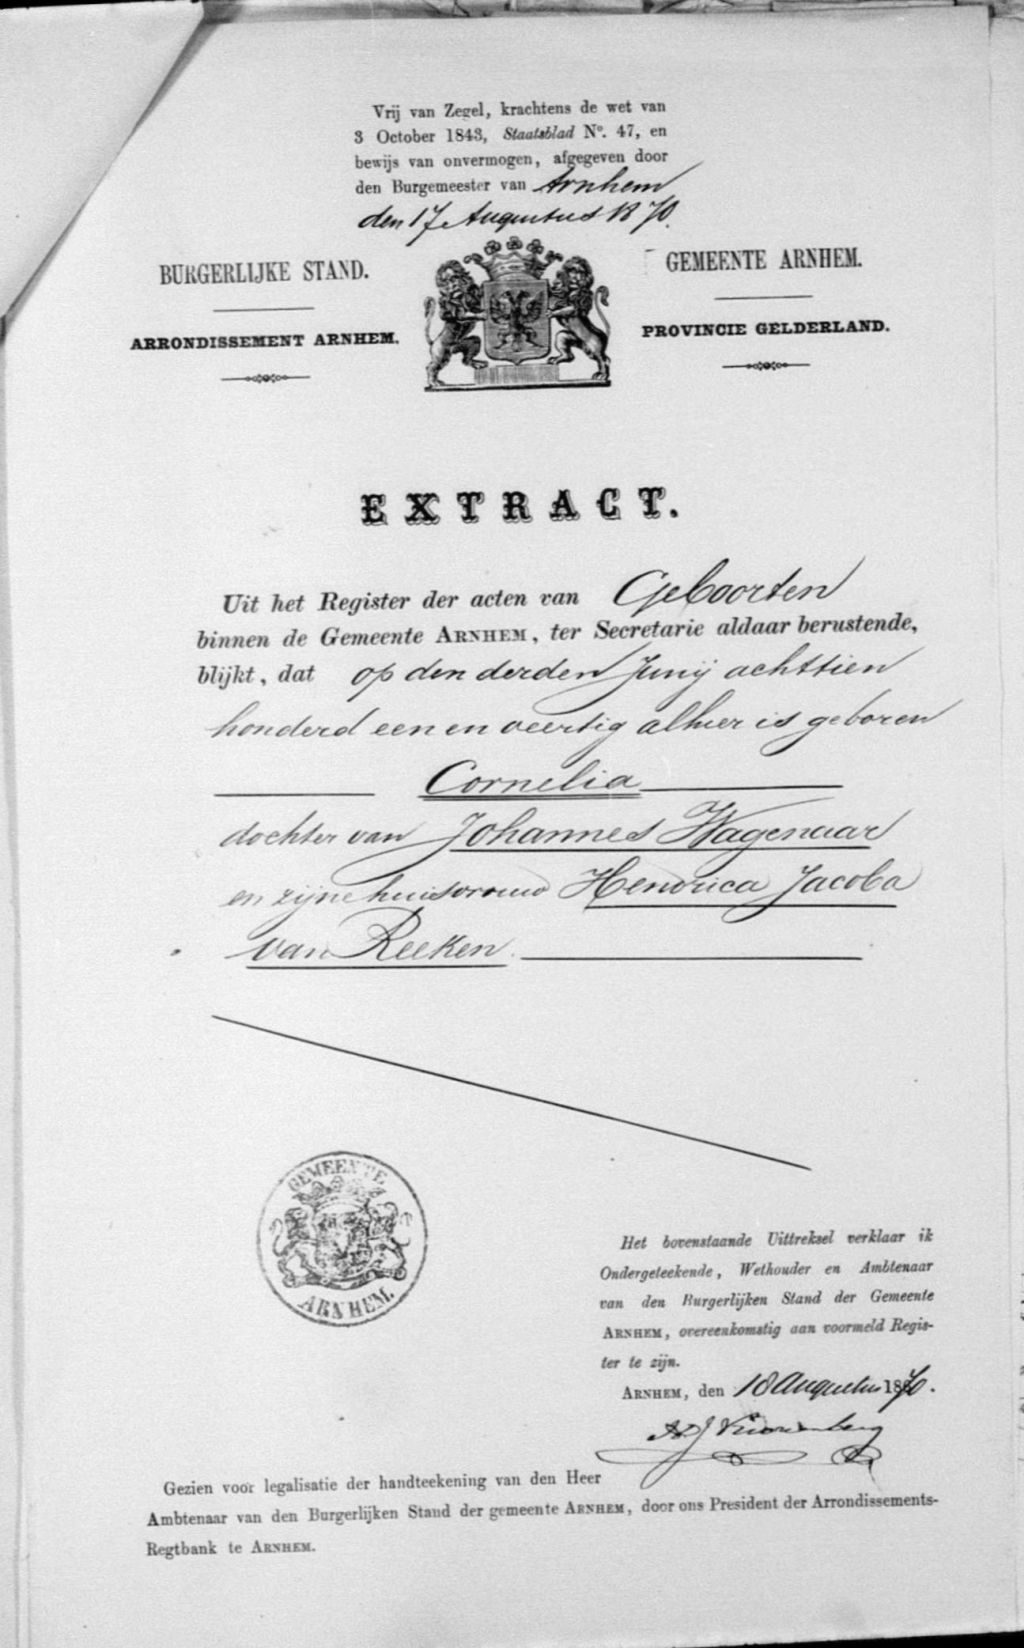 Vrij van Zegel, krachtens de wet van
3 October 1843, Staatsblad N°. 47, en
bewijs van onvermogen, afgegeven door
den Burgemeester van Arnhem
den 17 Augustus 1870.
BURGERLIJKE STAND.
ARRONDISSEMENT ARNHEM.
GEMEENTE ARNHEM.
PROVINCIE GELDERLAND.
EXTRACT.
Uit het Register der acten van Geboorten
binnen de Gemeente ARNHEM, ter Secretarie aldaar berustende,
blijkt, dat op den derden Junij achttien
honderd een en veertig alhier is geboren
Cornelia
dochter van Johannes Wagenaar
en zijne huisvrouw Hendrica Jacoba
van Reeken.
GEMEENTE
ARNHEM.
Het bovenstaande Uittreksel verklaar ik
Ondergeteekende, Wethouder en Ambtenaar
van den Burgerlijken Stand der Gemeente
ARNHEM, overeenkomstig aan voormeld Regis-
ter te zijn.
ARNHEM, den 18 Augustus 1870.
Gezien voor legalisatie der handteekening van den Heer
Ambtenaar van den Burgerlijken Stand der gemeente ARNHEM, door ons President der Arrondissements-
Regtbank te ARNHEM.